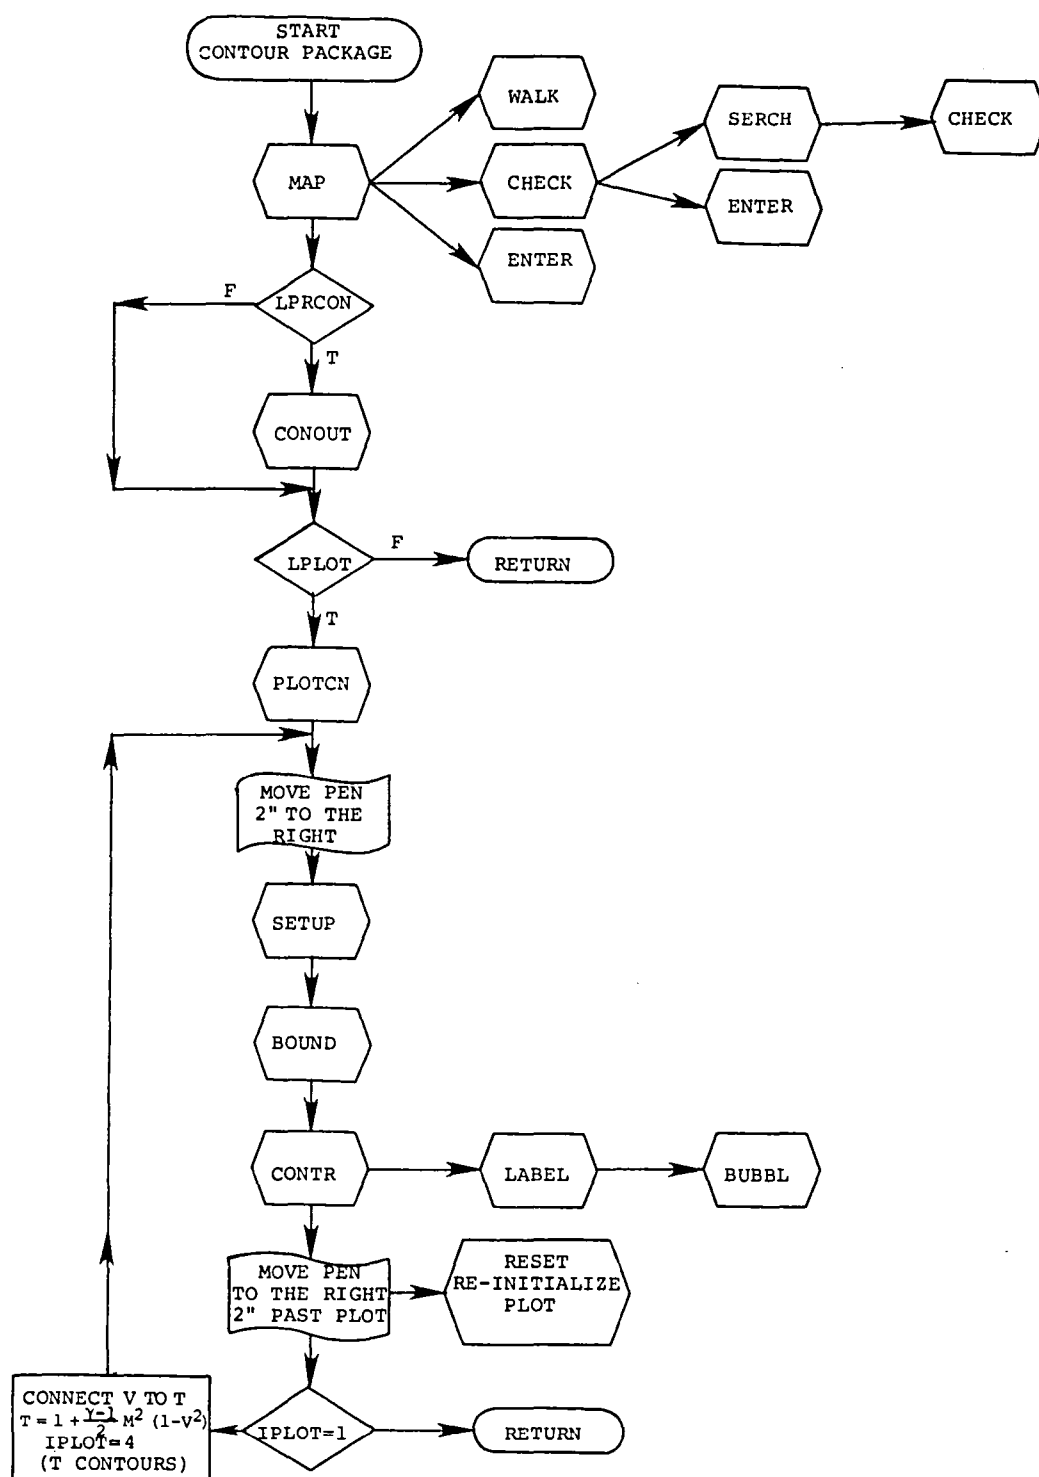 START
CONTOUR PACKAGE
WALK
SERCH
CHECK
MAP
CHECK
ENTER
ENTER
F
LPRCON
T
CONOUT
LPLOT
F
RETURN
T
PLOTCN
MOVE PEN
2" TO THE
RIGHT
SETUP
BOUND
CONTR
LABEL
BUBBL
MOVE PEN
TO THE RIGHT
2" PAST PLOT
RESET
RE-INITIALIZE
PLOT
CONNECT V TO T
T = 1 + γ-1/2 M² (1-V²)
IPLOT=4
(T CONTOURS)
IPLOT=1
RETURN